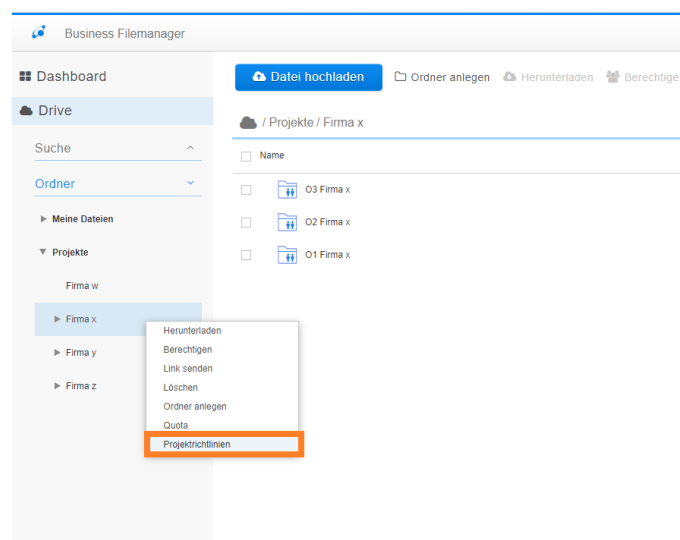 Business Filemanager
Dashboard
Datei hochladen
Ordner anlegen
Herunterladen
Berechtige
Drive
/ Projekte / Firma x
Suche
Name
Ordner
O3 Firma x
Meine Dateien
O2 Firma x
Projekte
O1 Firma x
Firma w
Firma x
Firma y
Firma z
Herunterladen
Berechtigen
Link senden
Löschen
Ordner anlegen
Quota
Projektrichtlinien